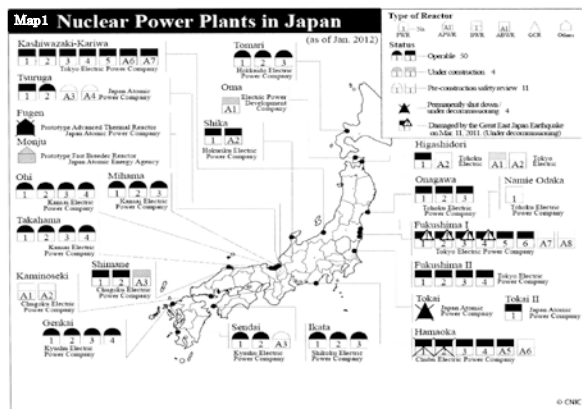 Map1 Nuclear Power Plants in Japan
(as of Jan. 2012)
Type of Reactor
1 No
PWR
A1
APWR
1
BWR
A1
ABWR
GCR
Others
Status
Operable 50
Under construction 4
Pre-construction safety review 11
Permanently shut down/
under decommissioning 4
Damaged by the Great East Japan Earthquake
on Mar. 11, 2011 (Under decommissioning)
Kashiwazaki-Kariwa
1 2 3 4 5 A6 A7
Tokyo Electric Power Company
Tsuruga
1 2 A3 A4
Japan Atomic
Power Company
Fugen
Prototype Advanced Thermal Reactor
Japan Atomic Energy Agency
Monju
Prototype Fast Breeder Reactor
Japan Atomic Energy Agency
Ohi
1 2 3 4
Kansai Electric
Power Company
Mihama
1 2 3
Kansai Electric
Power Company
Takahama
1 2 3 4
Kansai Electric
Power Company
Kaminoseki
A1 A2
Chugoku Electric
Power Company
Shimane
1 2 A3
Chugoku Electric
Power Company
Genkai
1 2 3 4
Kyushu Electric
Power Company
Tomari
1 2 3
Hokkaido Electric
Power Company
Oma
A1
Electric Power
Development
Company
Shika
1 A2
Hokuriku Electric
Power Company
Sendai
1 2 A3
Kyushu Electric
Power Company
Ikata
1 2 3
Shikoku Electric
Power Company
Higashidori
1 A2
Tohoku
Electric
A1 A2
Tokyo
Electric
Onagawa
1 2 3
Tohoku Electric
Power Company
Namie Odaka
1
Tohoku Electric
Power Company
Fukushima I
1 2 3 4 5 6 A7 A8
Fukushima II
1 2 3 4
Tokyo Electric
Power Company
Tokai
Japan Atomic
Power Company
Tokai II
Japan Atomic
Power Company
Hamaoka
1 2 3 4 A5 A6
Chubu Electric Power Company
© CNIC